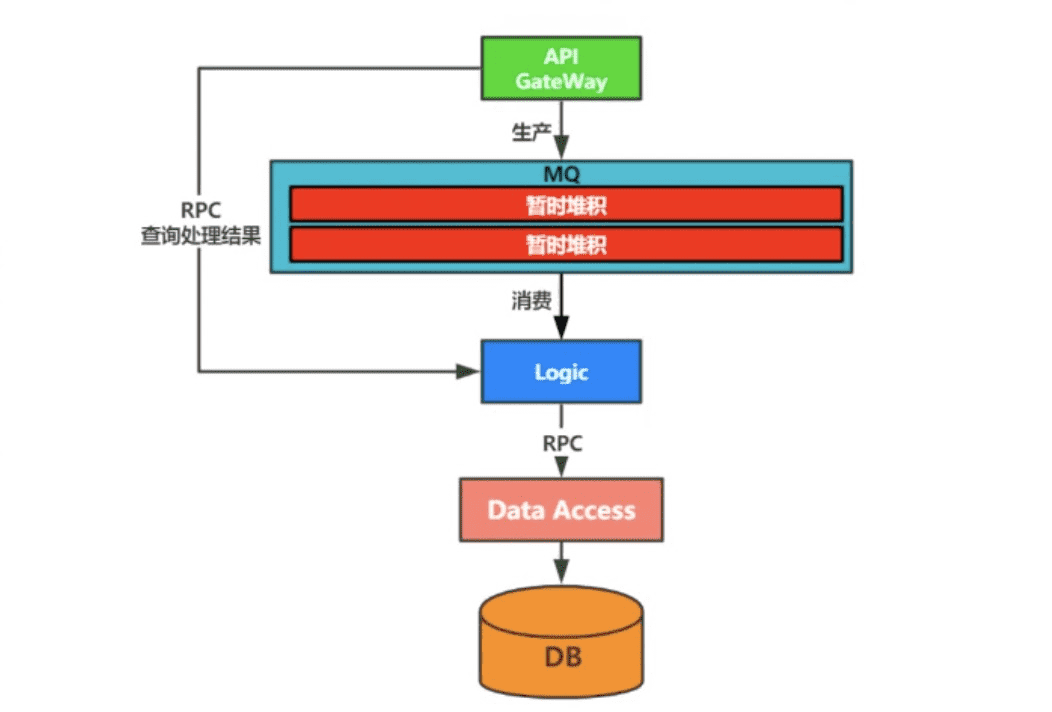 API
GateWay
生产
MQ
暂时堆积
RPC
查询处理结果
暂时堆积
消费
Logic
RPC
Data Access
DB